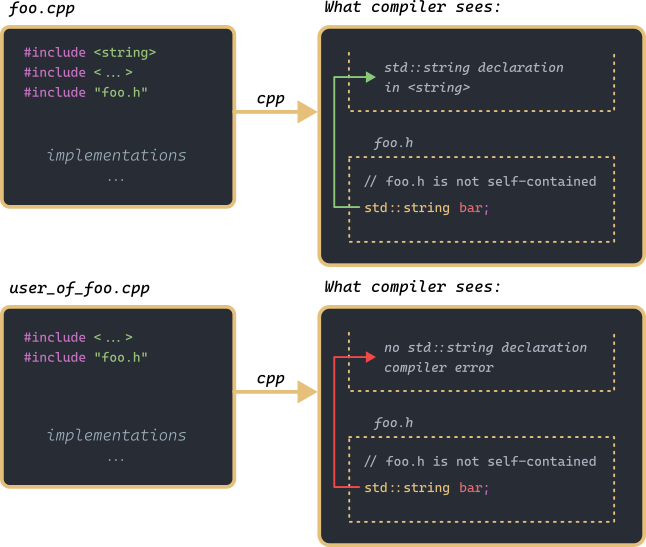 foo.cpp
What compiler sees:
#include <string>
#include <...>
#include "foo.h"
implementations
...
cpp
std::string declaration
in <string>
foo.h
// foo.h is not self-contained
std::string bar;
user_of_foo.cpp
What compiler sees:
#include <...>
#include "foo.h"
implementations
...
cpp
no std::string declaration
compiler error
foo.h
// foo.h is not self-contained
std::string bar;